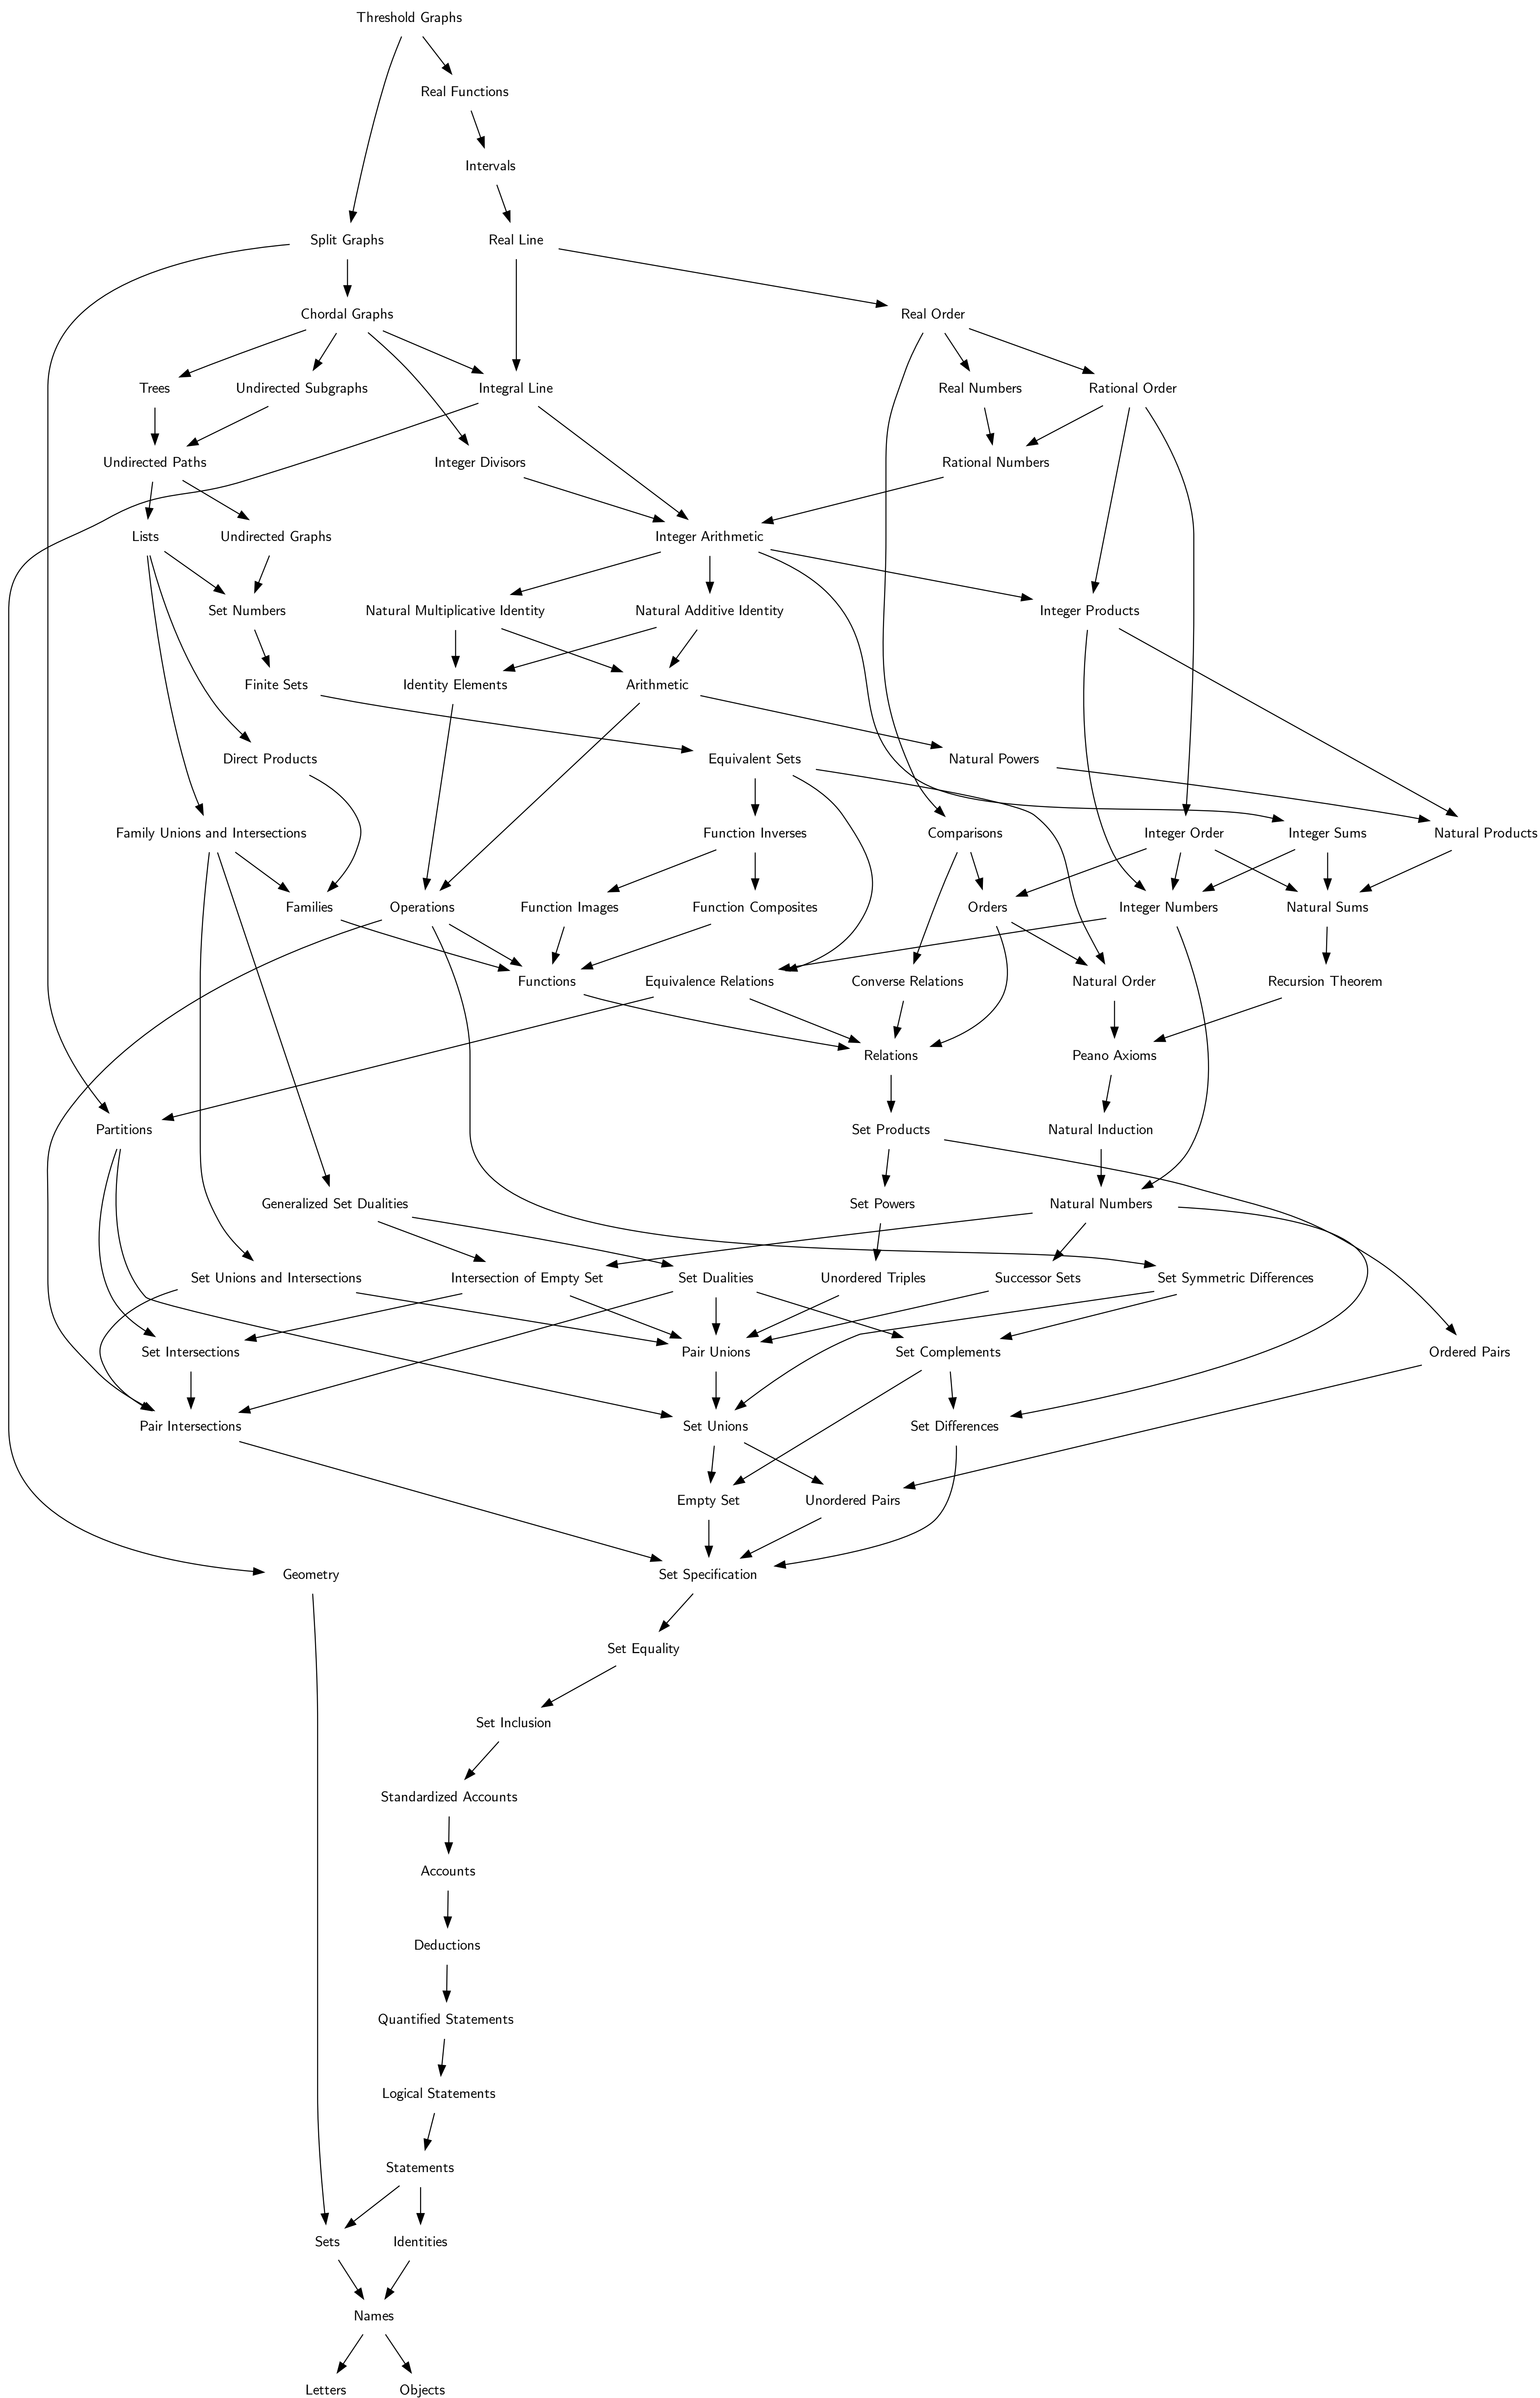 Threshold Graphs
Real Functions
Intervals
Split Graphs
Real Line
Chordal Graphs
Real Order
Trees
Undirected Subgraphs
Integral Line
Real Numbers
Rational Order
Undirected Paths
Integer Divisors
Rational Numbers
Lists
Undirected Graphs
Integer Arithmetic
Set Numbers
Natural Multiplicative Identity
Natural Additive Identity
Integer Products
Finite Sets
Identity Elements
Arithmetic
Direct Products
Equivalent Sets
Natural Powers
Family Unions and Intersections
Function Inverses
Comparisons
Integer Order
Integer Sums
Natural Products
Families
Operations
Function Images
Function Composites
Orders
Integer Numbers
Natural Sums
Functions
Equivalence Relations
Converse Relations
Natural Order
Recursion Theorem
Relations
Peano Axioms
Partitions
Set Products
Natural Induction
Generalized Set Dualities
Set Powers
Natural Numbers
Set Unions and Intersections
Intersection of Empty Set
Set Dualities
Unordered Triples
Successor Sets
Set Symmetric Differences
Set Intersections
Pair Unions
Set Complements
Ordered Pairs
Pair Intersections
Set Unions
Set Differences
Empty Set
Unordered Pairs
Geometry
Set Specification
Set Equality
Set Inclusion
Standardized Accounts
Accounts
Deductions
Quantified Statements
Logical Statements
Statements
Sets
Identities
Names
Letters
Objects